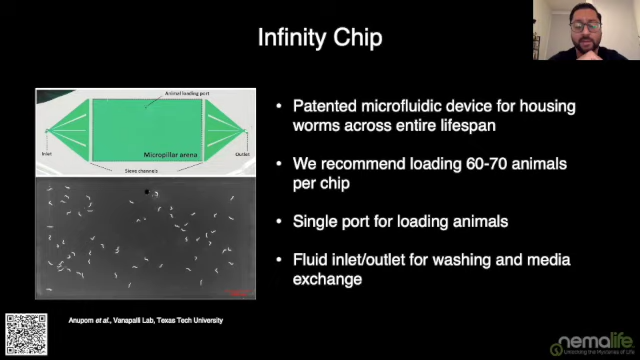 Infinity Chip
Animal loading port
Inlet
Micropillar arena
Outlet
Sieve channels
Anupom et al., Vanapalli Lab, Texas Tech University
• Patented microfluidic device for housing
worms across entire lifespan
• We recommend loading 60-70 animals
per chip
• Single port for loading animals
• Fluid inlet/outlet for washing and media
exchange
nemalife
Unlocking the Mysteries of Life